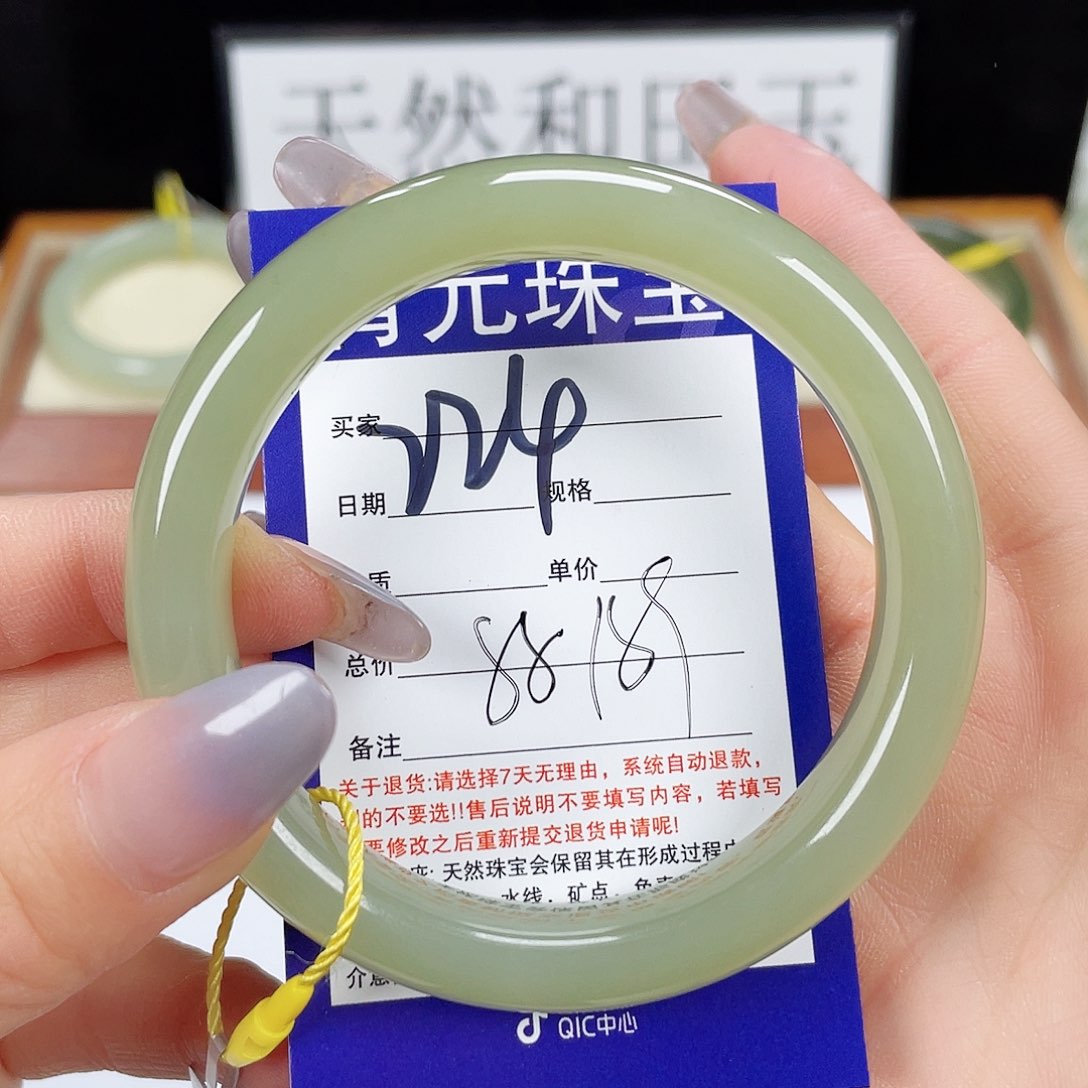 天然和田玉
元珠宝
买家
日期 规格
质 单价
总价 88189
备注
关于退货:请选择7天无理由，系统自动退款，
的不要选!!售后说明不要填写内容，若填写
要修改之后重新提交退货申请呢!
: 天然珠宝会保留其在形成过程
水线，矿点，色
QIC中心